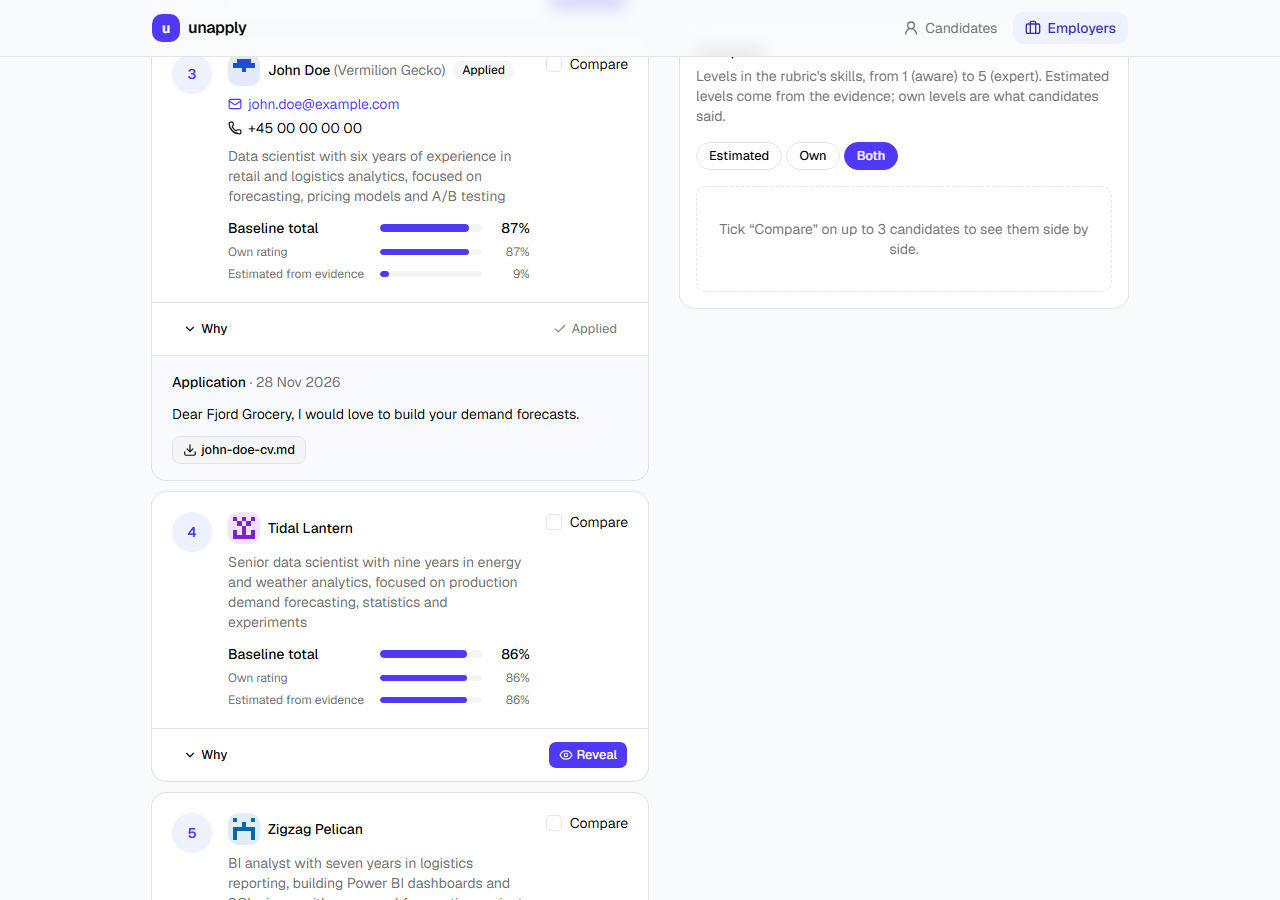 u unapply
Candidates
Employers
3
John Doe (Vermilion Gecko) Applied
Compare
john.doe@example.com
+45 00 00 00 00
Data scientist with six years of experience in
retail and logistics analytics, focused on
forecasting, pricing models and A/B testing
Baseline total 87%
Own rating 87%
Estimated from evidence 9%
Why
Applied
Application · 28 Nov 2026
Dear Fjord Grocery, I would love to build your demand forecasts.
john-doe-cv.md
4
Tidal Lantern
Compare
Senior data scientist with nine years in energy
and weather analytics, focused on production
demand forecasting, statistics and
experiments
Baseline total 86%
Own rating 86%
Estimated from evidence 86%
Why
Reveal
5
Zigzag Pelican
Compare
BI analyst with seven years in logistics
reporting, building Power BI dashboards and
Levels in the rubric's skills, from 1 (aware) to 5 (expert). Estimated
levels come from the evidence; own levels are what candidates
said.
Estimated Own Both
Tick “Compare” on up to 3 candidates to see them side by
side.